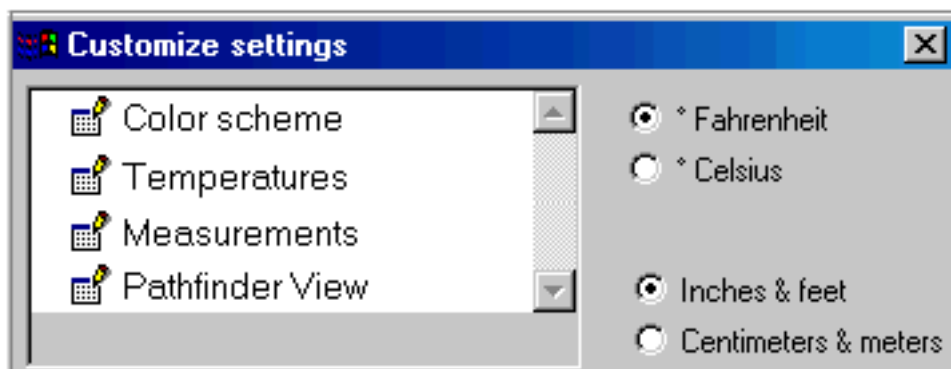 Customize settings
Color scheme
Temperatures
Measurements
Pathfinder View
° Fahrenheit
° Celsius
Inches & feet
Centimeters & meters